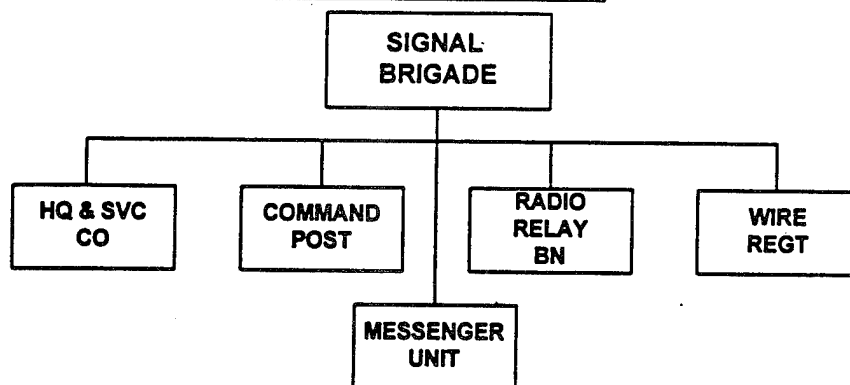 SIGNAL
BRIGADE
HQ & SVC
CO
COMMAND
POST
RADIO
RELAY
BN
WIRE
REGT
MESSENGER
UNIT